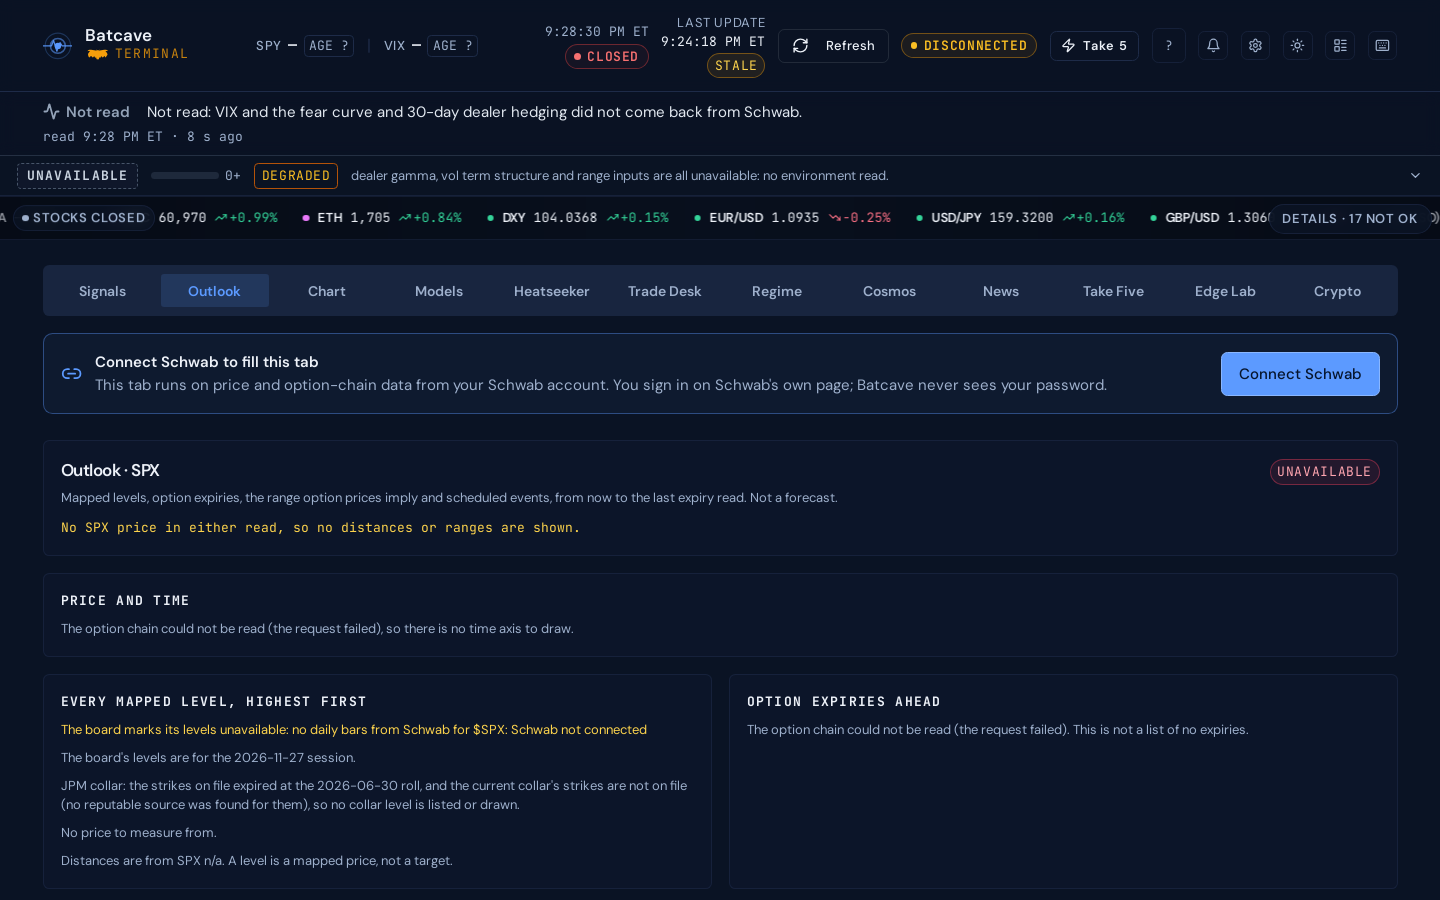 Batcave
TERMINAL
SPY — AGE ? | VIX — AGE ?
9:28:30 PM ET
CLOSED
LAST UPDATE
9:24:18 PM ET
STALE
Refresh
DISCONNECTED
Take 5
?
Not read Not read: VIX and the fear curve and 30-day dealer hedging did not come back from Schwab.
read 9:28 PM ET · 8 s ago
UNAVAILABLE 0+ DEGRADED dealer gamma, vol term structure and range inputs are all unavailable: no environment read.
A STOCKS CLOSED 60,970 +0.99% ETH 1,705 +0.84% DXY 104.0368 +0.15% EUR/USD 1.0935 -0.25% USD/JPY 159.3200 +0.16% GBP/USD 1.306 DETAILS · 17 NOT OK
Signals Outlook Chart Models Heatseeker Trade Desk Regime Cosmos News Take Five Edge Lab Crypto
Connect Schwab to fill this tab
This tab runs on price and option-chain data from your Schwab account. You sign in on Schwab's own page; Batcave never sees your password.
Connect Schwab
Outlook · SPX
UNAVAILABLE
Mapped levels, option expiries, the range option prices imply and scheduled events, from now to the last expiry read. Not a forecast.
No SPX price in either read, so no distances or ranges are shown.
PRICE AND TIME
The option chain could not be read (the request failed), so there is no time axis to draw.
EVERY MAPPED LEVEL, HIGHEST FIRST
The board marks its levels unavailable: no daily bars from Schwab for $SPX: Schwab not connected
The board's levels are for the 2026-11-27 session.
JPM collar: the strikes on file expired at the 2026-06-30 roll, and the current collar's strikes are not on file
(no reputable source was found for them), so no collar level is listed or drawn.
No price to measure from.
Distances are from SPX n/a. A level is a mapped price, not a target.
OPTION EXPIRIES AHEAD
The option chain could not be read (the request failed). This is not a list of no expiries.